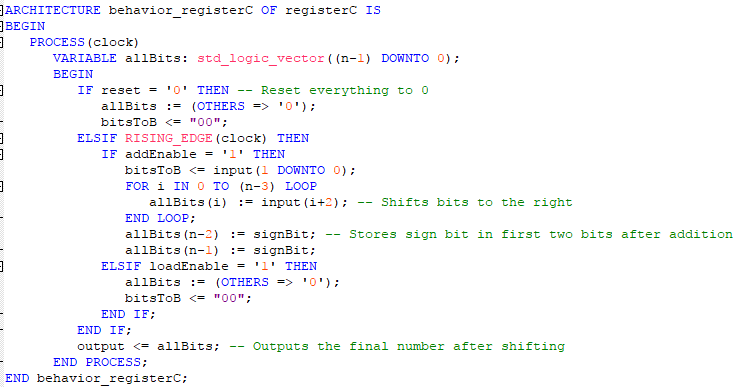 ARCHITECTURE behavior_registerC OF registerC IS
BEGIN
PROCESS(clock)
VARIABLE allBits: std_logic_vector((n-1) DOWNTO 0);
BEGIN
IF reset = '0' THEN -- Reset everything to 0
allBits := (OTHERS => '0');
bitsToB <= "00";
ELSIF RISING_EDGE(clock) THEN
IF addEnable = '1' THEN
bitsToB <= input(1 DOWNTO 0);
FOR i IN 0 TO (n-3) LOOP
allBits(i) := input(i+2); -- Shifts bits to the right
END LOOP;
allBits(n-2) := signBit; -- Stores sign bit in first two bits after addition
allBits(n-1) := signBit;
ELSIF loadEnable = '1' THEN
allBits := (OTHERS => '0');
bitsToB <= "00";
END IF;
END IF;
output <= allBits; -- Outputs the final number after shifting
END PROCESS;
END behavior_registerC;